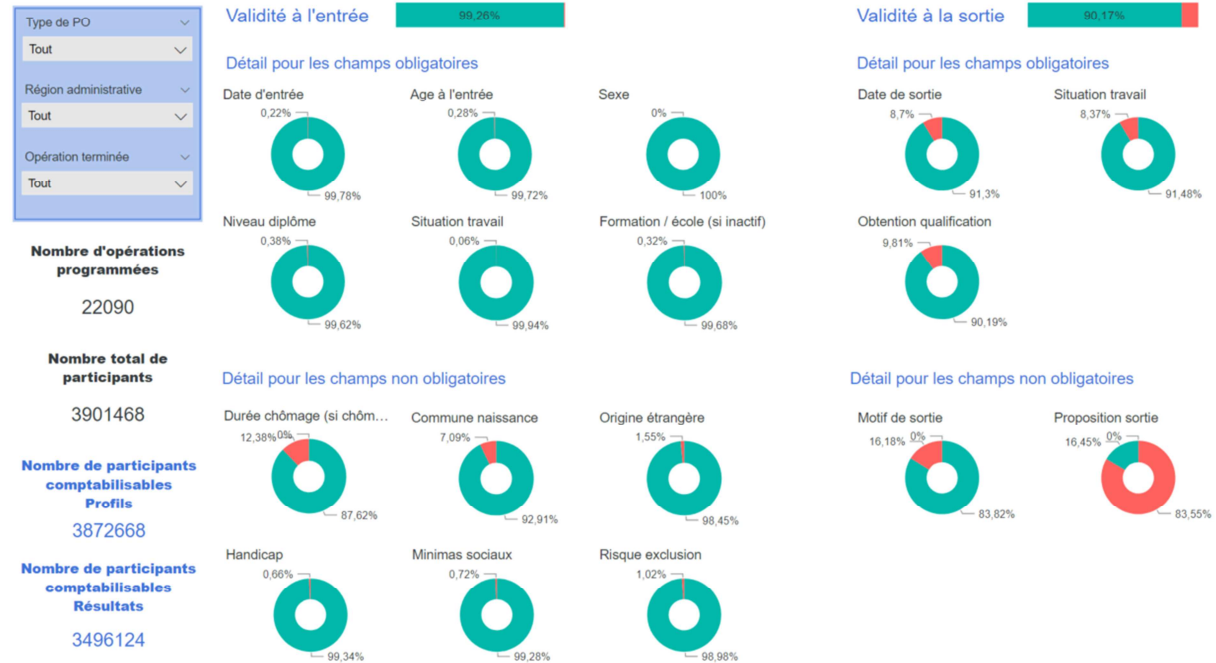 Type de PO
Tout
Région administrative
Tout
Opération terminée
Tout
Nombre d'opérations
programmées
22090
Nombre total de
participants
3901468
Nombre de participants
comptabilisables
Profils
3872668
Nombre de participants
comptabilisables
Résultats
3496124
Validité à l'entrée
99,26%
Détail pour les champs obligatoires
Date d'entrée
0,22%
99,78%
Age à l'entrée
0,28%
99,72%
Sexe
0%
100%
Niveau diplôme
0,38%
99,62%
Situation travail
0,06%
99,94%
Formation / école (si inactif)
0,32%
99,68%
Détail pour les champs non obligatoires
Durée chômage (si chôm…
12,38%
0%
87,62%
Commune naissance
7,09%
92,91%
Origine étrangère
1,55%
98,45%
Handicap
0,66%
99,34%
Minimas sociaux
0,72%
99,28%
Risque exclusion
1,02%
98,98%
Validité à la sortie
90,17%
Détail pour les champs obligatoires
Date de sortie
8,7%
91,3%
Situation travail
8,37%
91,48%
Obtention qualification
9,81%
90,19%
Détail pour les champs non obligatoires
Motif de sortie
16,18%
0%
83,82%
Proposition sortie
16,45%
0%
83,55%